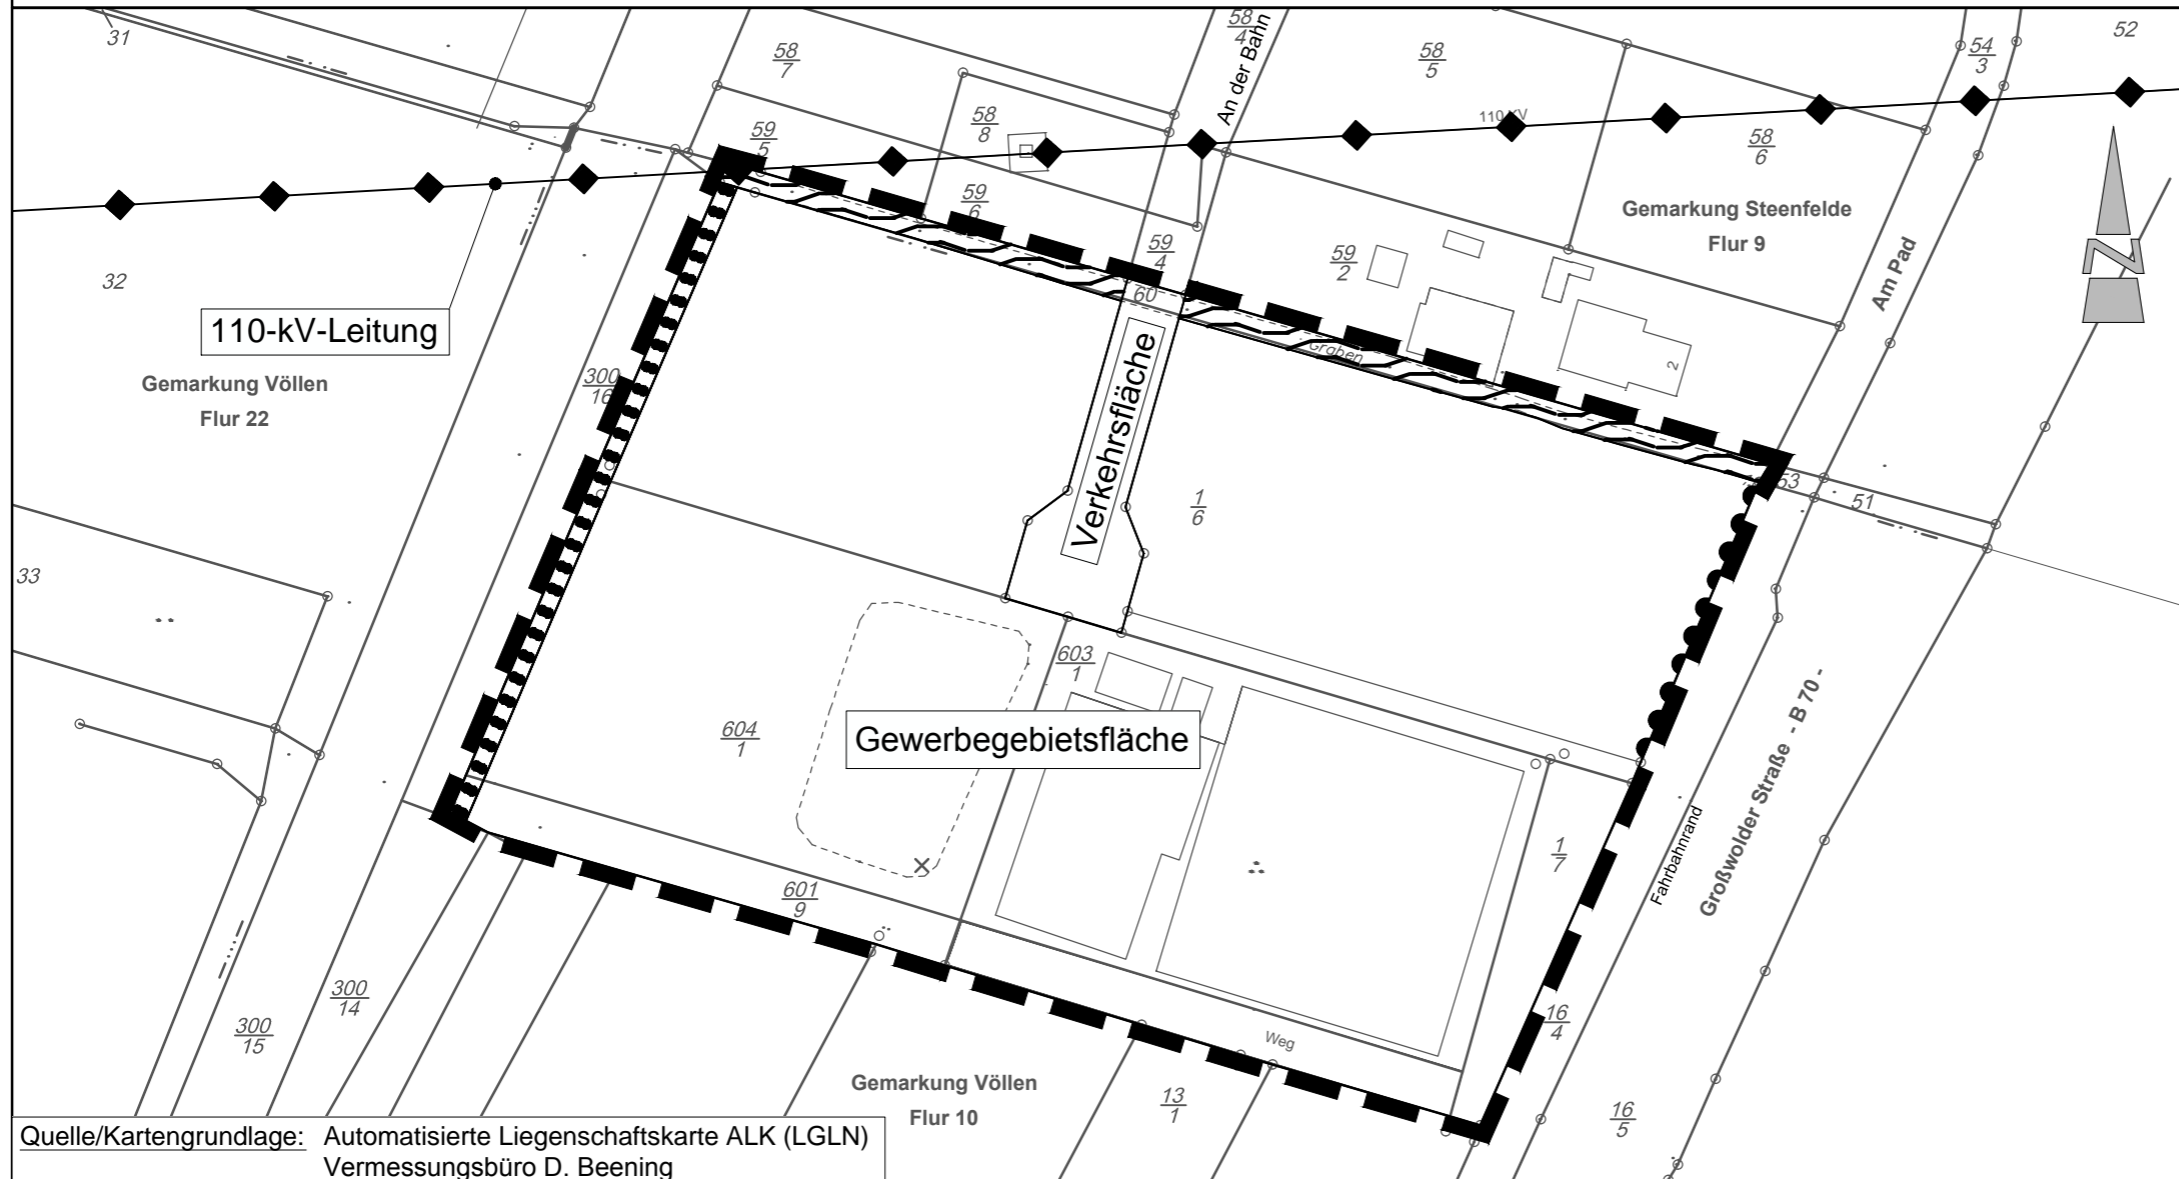 31
58
7
58
4
An der Bahn
58
5
54
3
52
110 KV
59
5
58
8
58
6
59
6
Gemarkung Steenfelde
Flur 9
59
4
59
2
Am Pad
N
32
60
110-kV-Leitung
Graben
2
Gemarkung Völlen
Flur 22
300
16
Verkehrsfläche
53
51
1
6
33
603
1
604
1
Gewerbegebietsfläche
Großwolder Straße - B 70 -
Fahrbahnrand
1
7
601
9
300
14
300
15
16
4
Weg
Gemarkung Völlen
Flur 10
13
1
16
5
Quelle/Kartengrundlage: Automatisierte Liegenschaftskarte ALK (LGLN)
Vermessungsbüro D. Beening